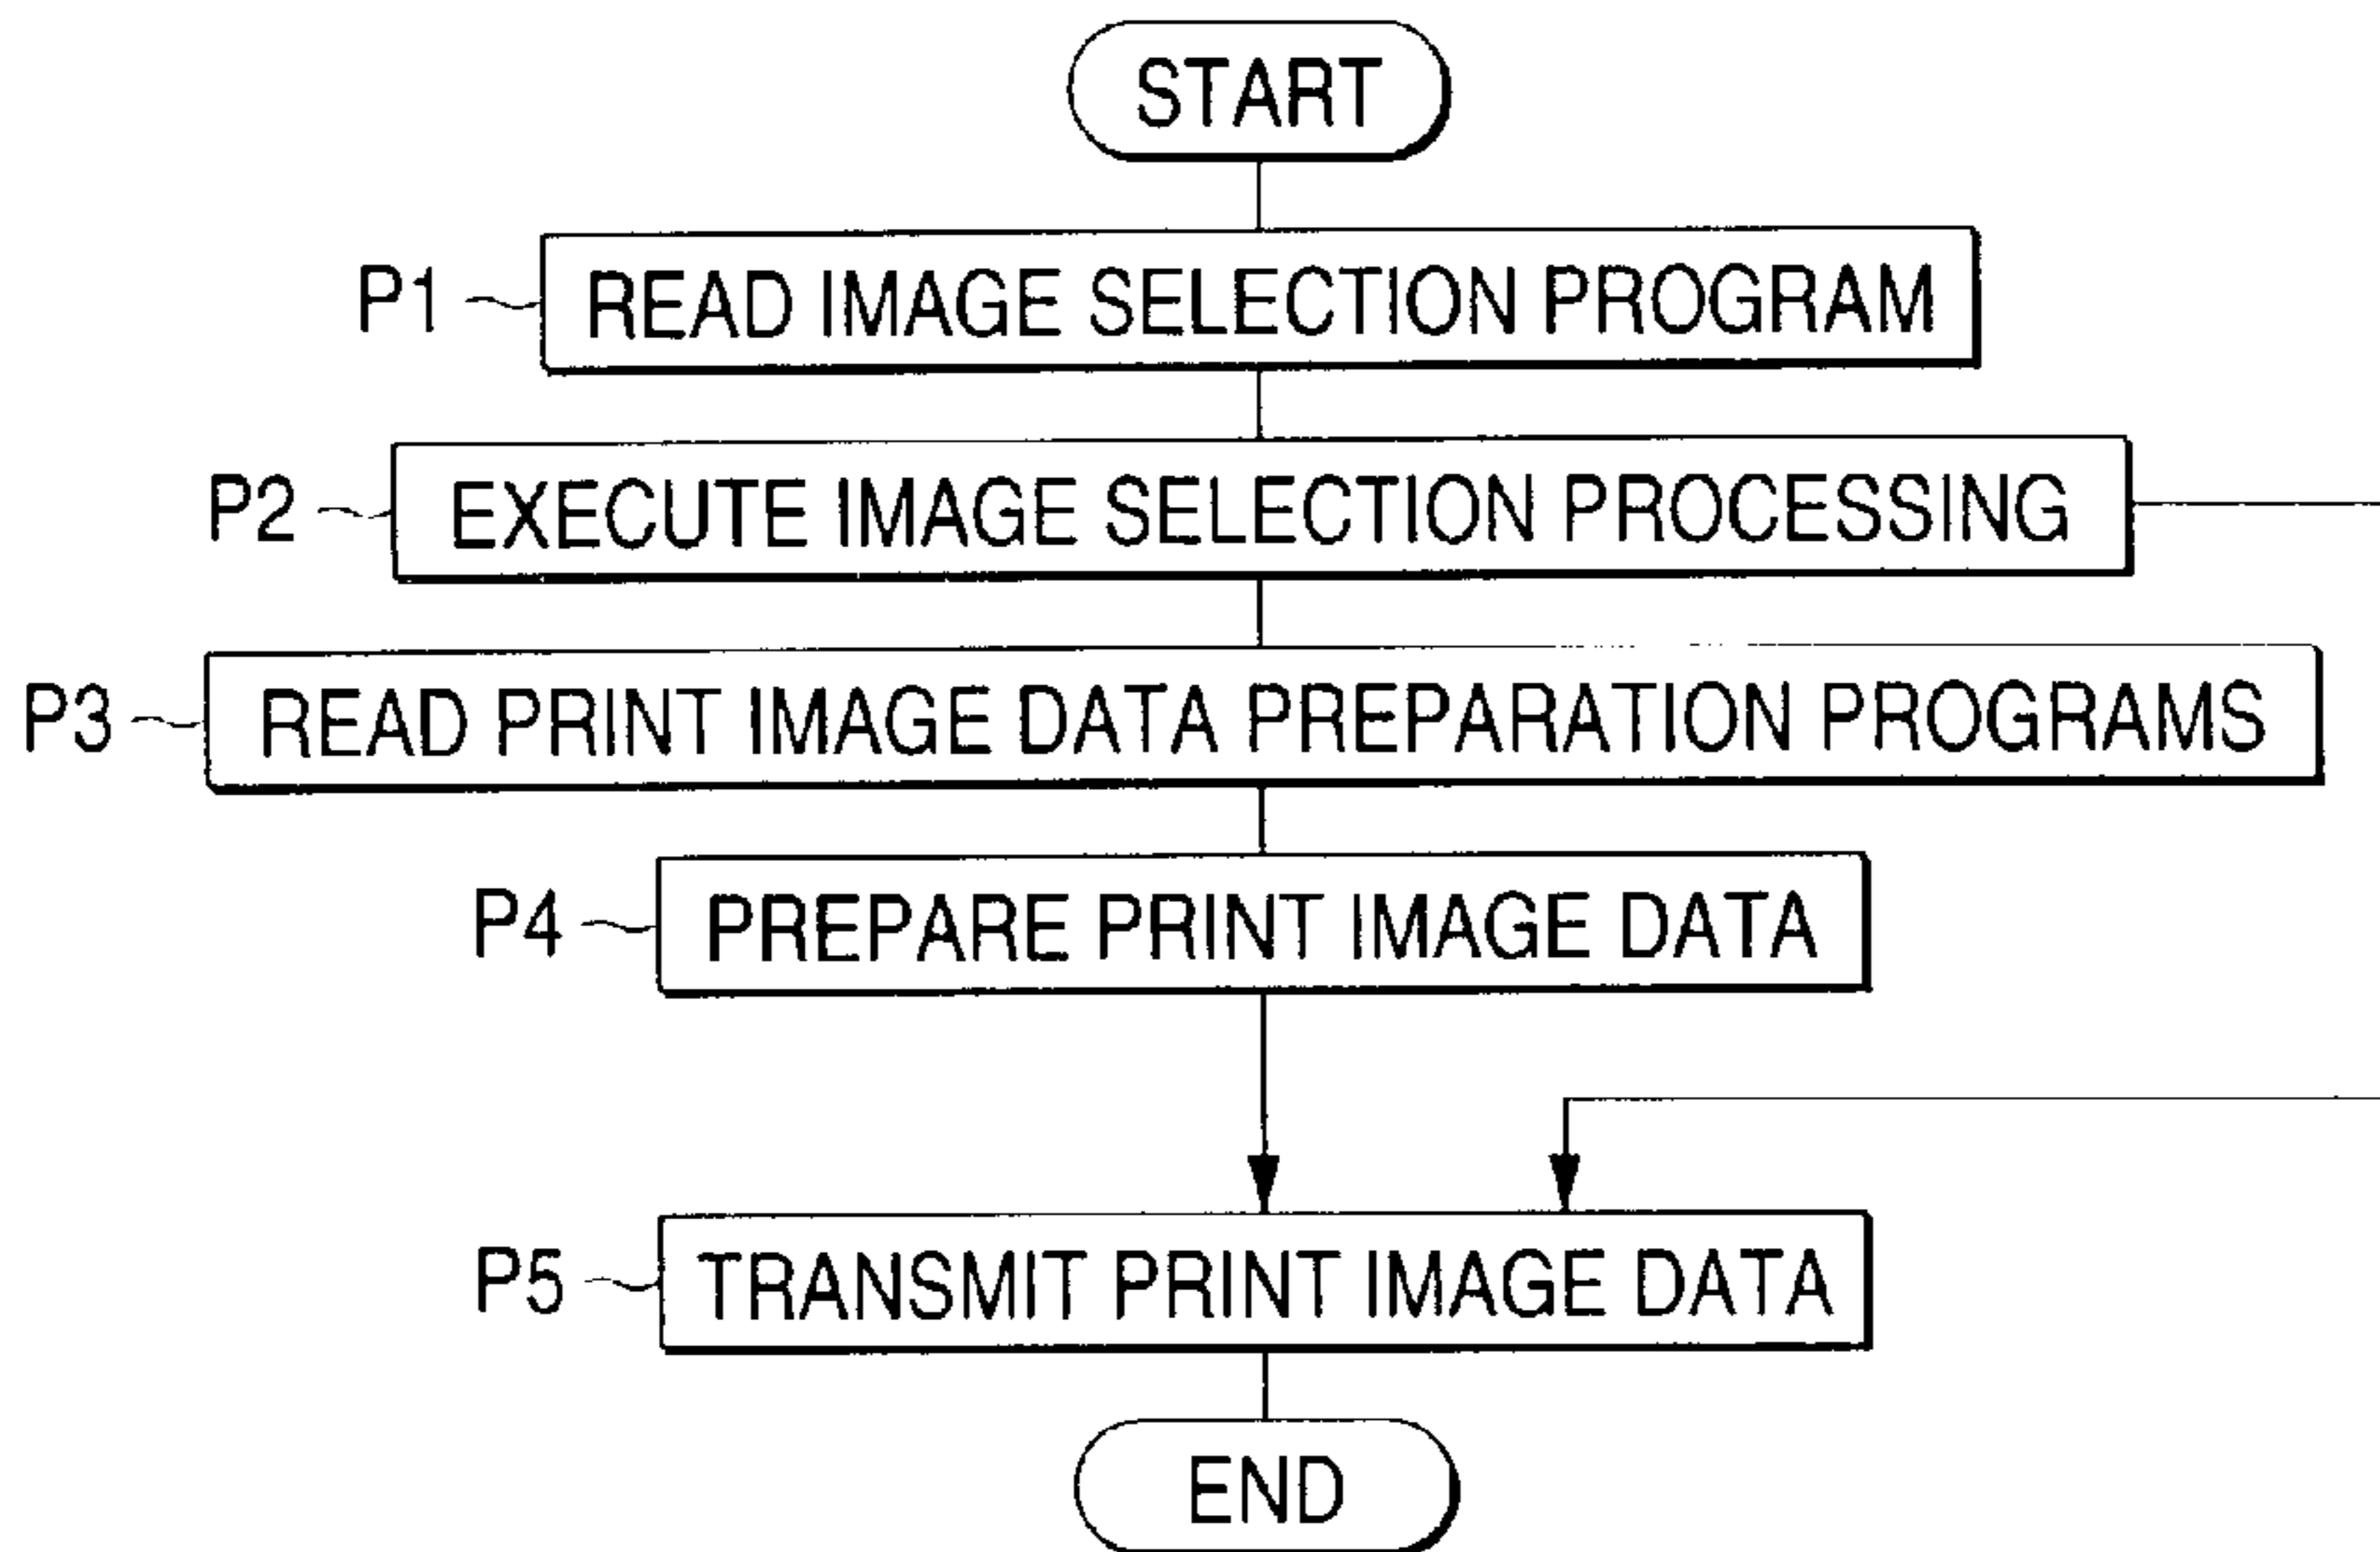 START
P1 READ IMAGE SELECTION PROGRAM
P2 EXECUTE IMAGE SELECTION PROCESSING
P3 READ PRINT IMAGE DATA PREPARATION PROGRAMS
P4 PREPARE PRINT IMAGE DATA
P5 TRANSMIT PRINT IMAGE DATA
END